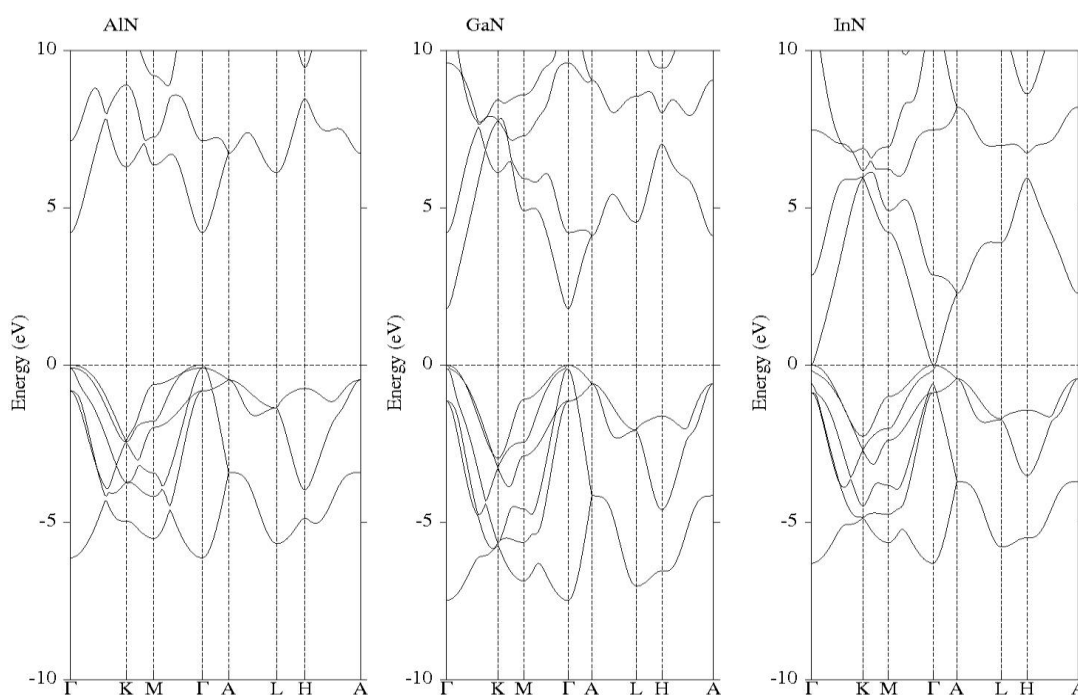 AlN
10
5
0
-5
-10
Energy (eV)
Γ K M Γ A L H A
GaN
10
5
0
-5
-10
Energy (eV)
Γ K M Γ A L H A
InN
10
5
0
-5
-10
Energy (eV)
Γ K M Γ A L H A